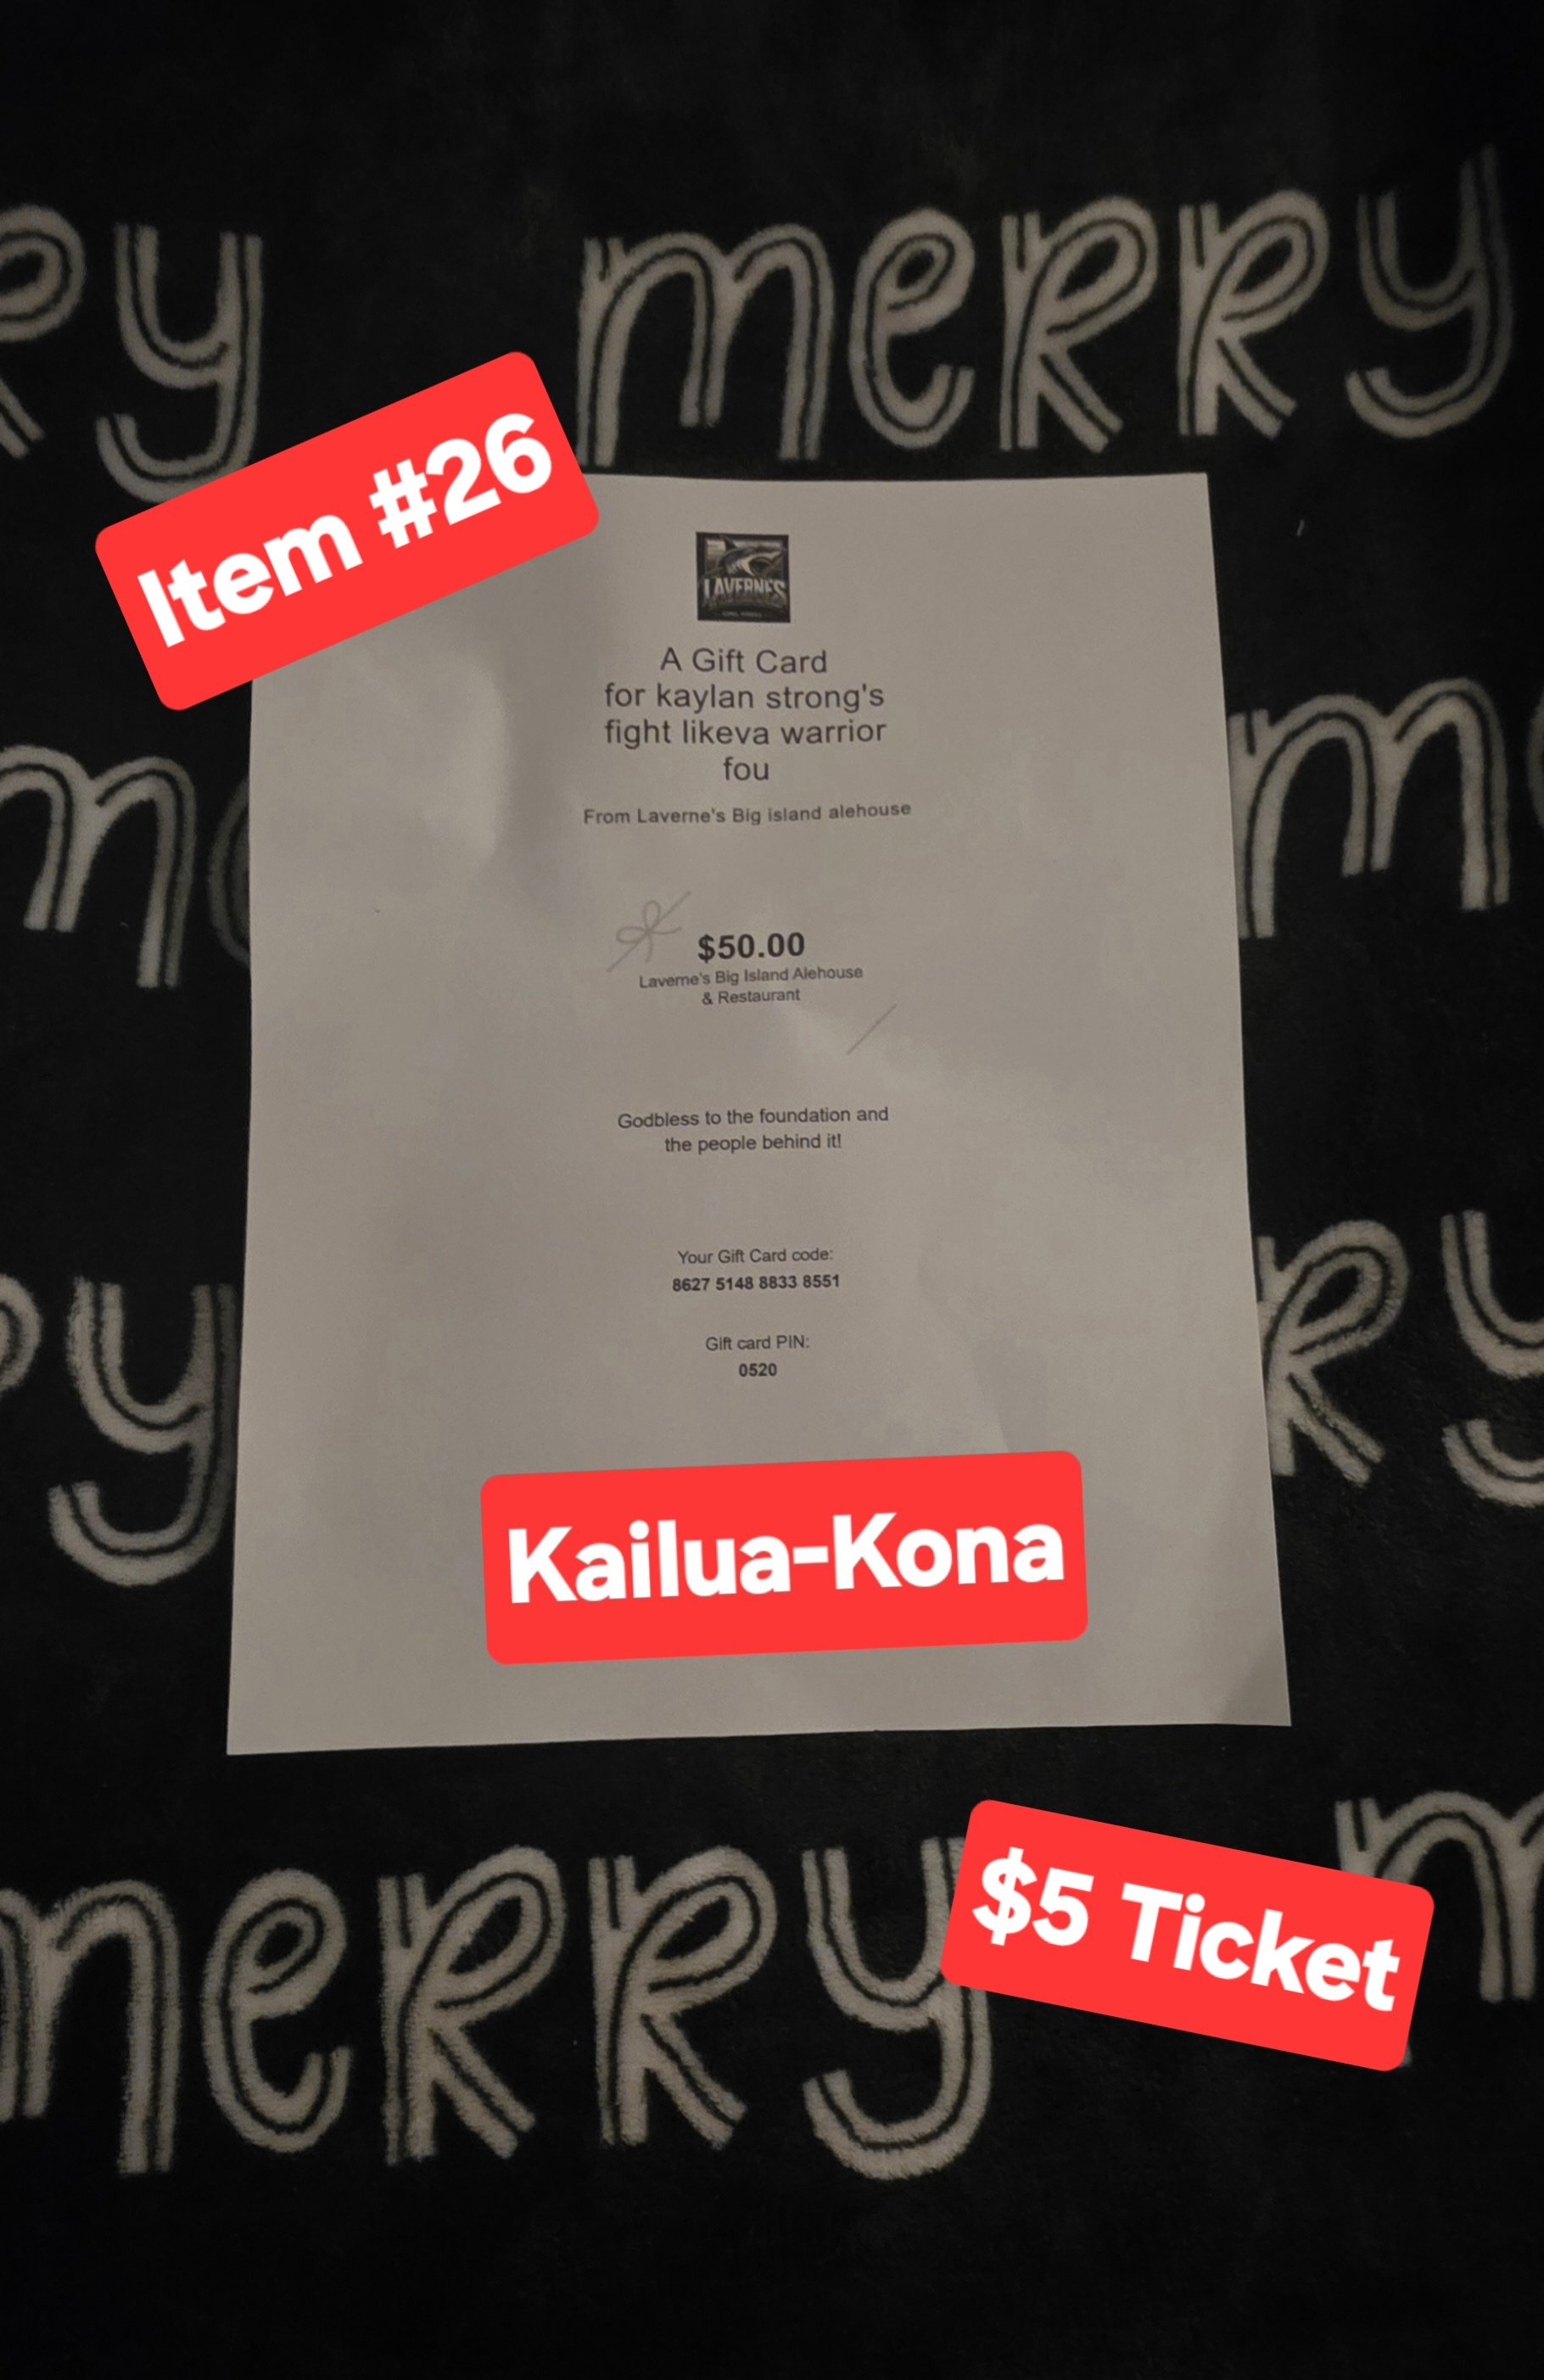 RY merry
Item #26
LAVERNES
A Gift Card
for kaylan strong's
fight likeva warrior
fou
From Laverne's Big island alehouse
$50.00
Laverne's Big Island Alehouse
& Restaurant
Godbless to the foundation and
the people behind it!
Your Gift Card code:
8627 5148 8833 8551
Gift card PIN:
0520
Kailua-Kona
$5 Ticket
merry